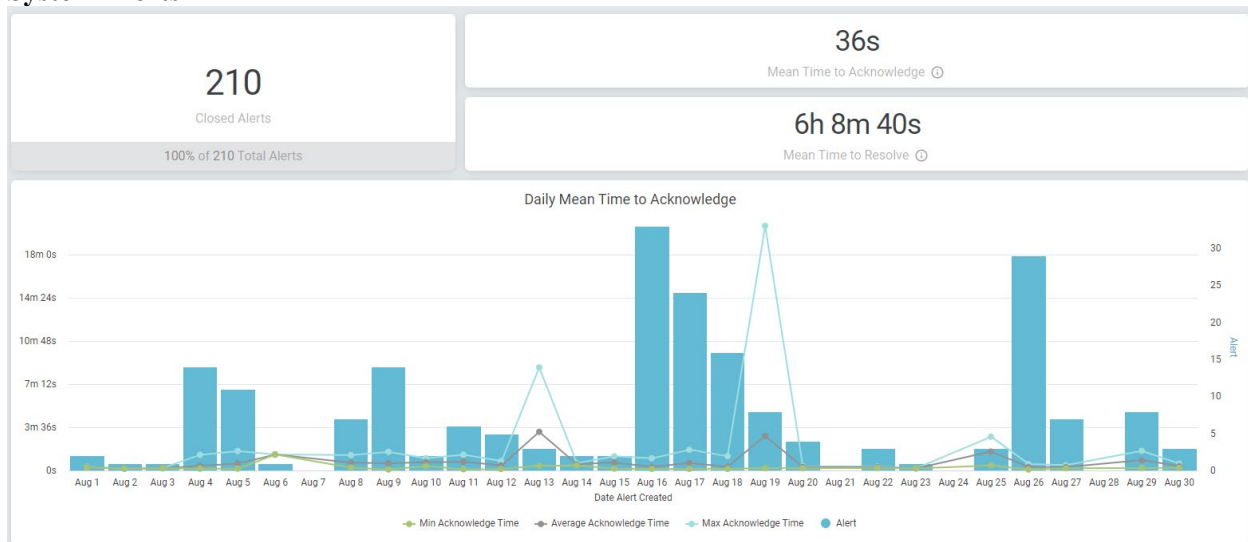 210
Closed Alerts
100% of 210 Total Alerts
36s
Mean Time to Acknowledge
6h 8m 40s
Mean Time to Resolve
Daily Mean Time to Acknowledge
18m 0s
14m 24s
10m 48s
7m 12s
3m 36s
0s
30
25
20
15
10
5
0
Alert
Aug 1 Aug 2 Aug 3 Aug 4 Aug 5 Aug 6 Aug 7 Aug 8 Aug 9 Aug 10 Aug 11 Aug 12 Aug 13 Aug 14 Aug 15 Aug 16 Aug 17 Aug 18 Aug 19 Aug 20 Aug 21 Aug 22 Aug 23 Aug 24 Aug 25 Aug 26 Aug 27 Aug 28 Aug 29 Aug 30
Date Alert Created
Min Acknowledge Time Average Acknowledge Time Max Acknowledge Time Alert